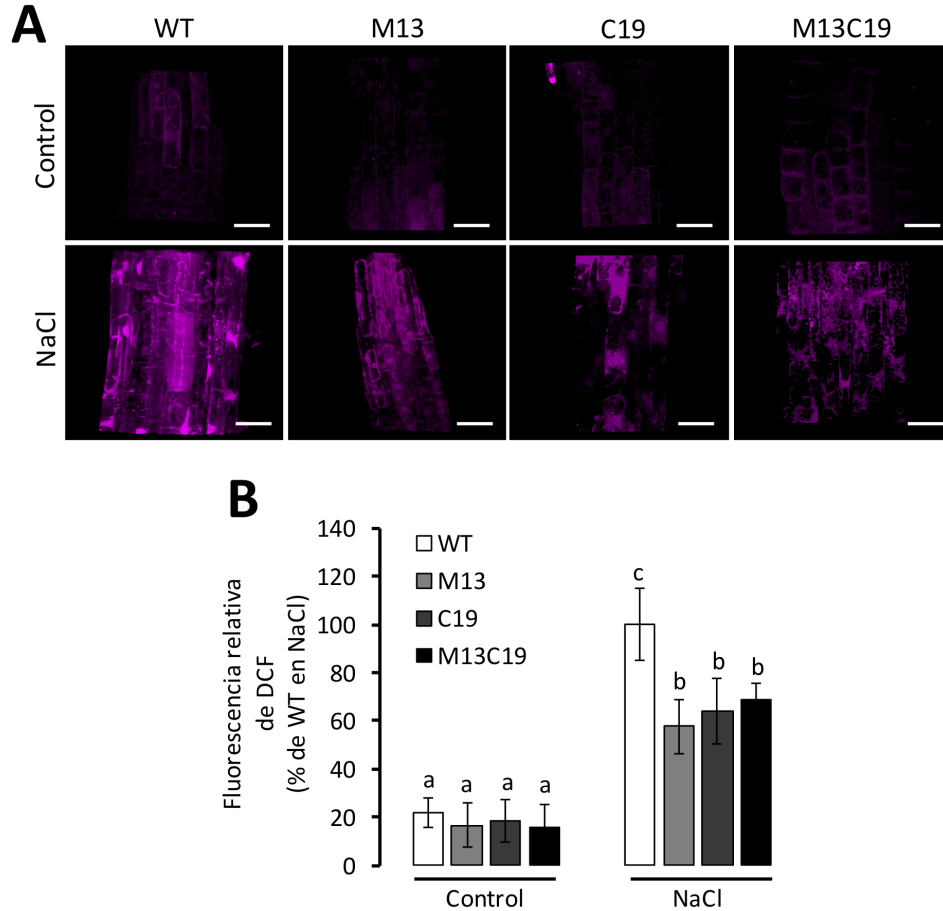 A
WT M13 C19 M13C19
Control
NaCl
B
Fluorescencia relativa
de DCF
(% de WT en NaCl)
140
120
100
80
60
40
20
0
WT
M13
C19
M13C19
a a a a
c b b b
Control NaCl